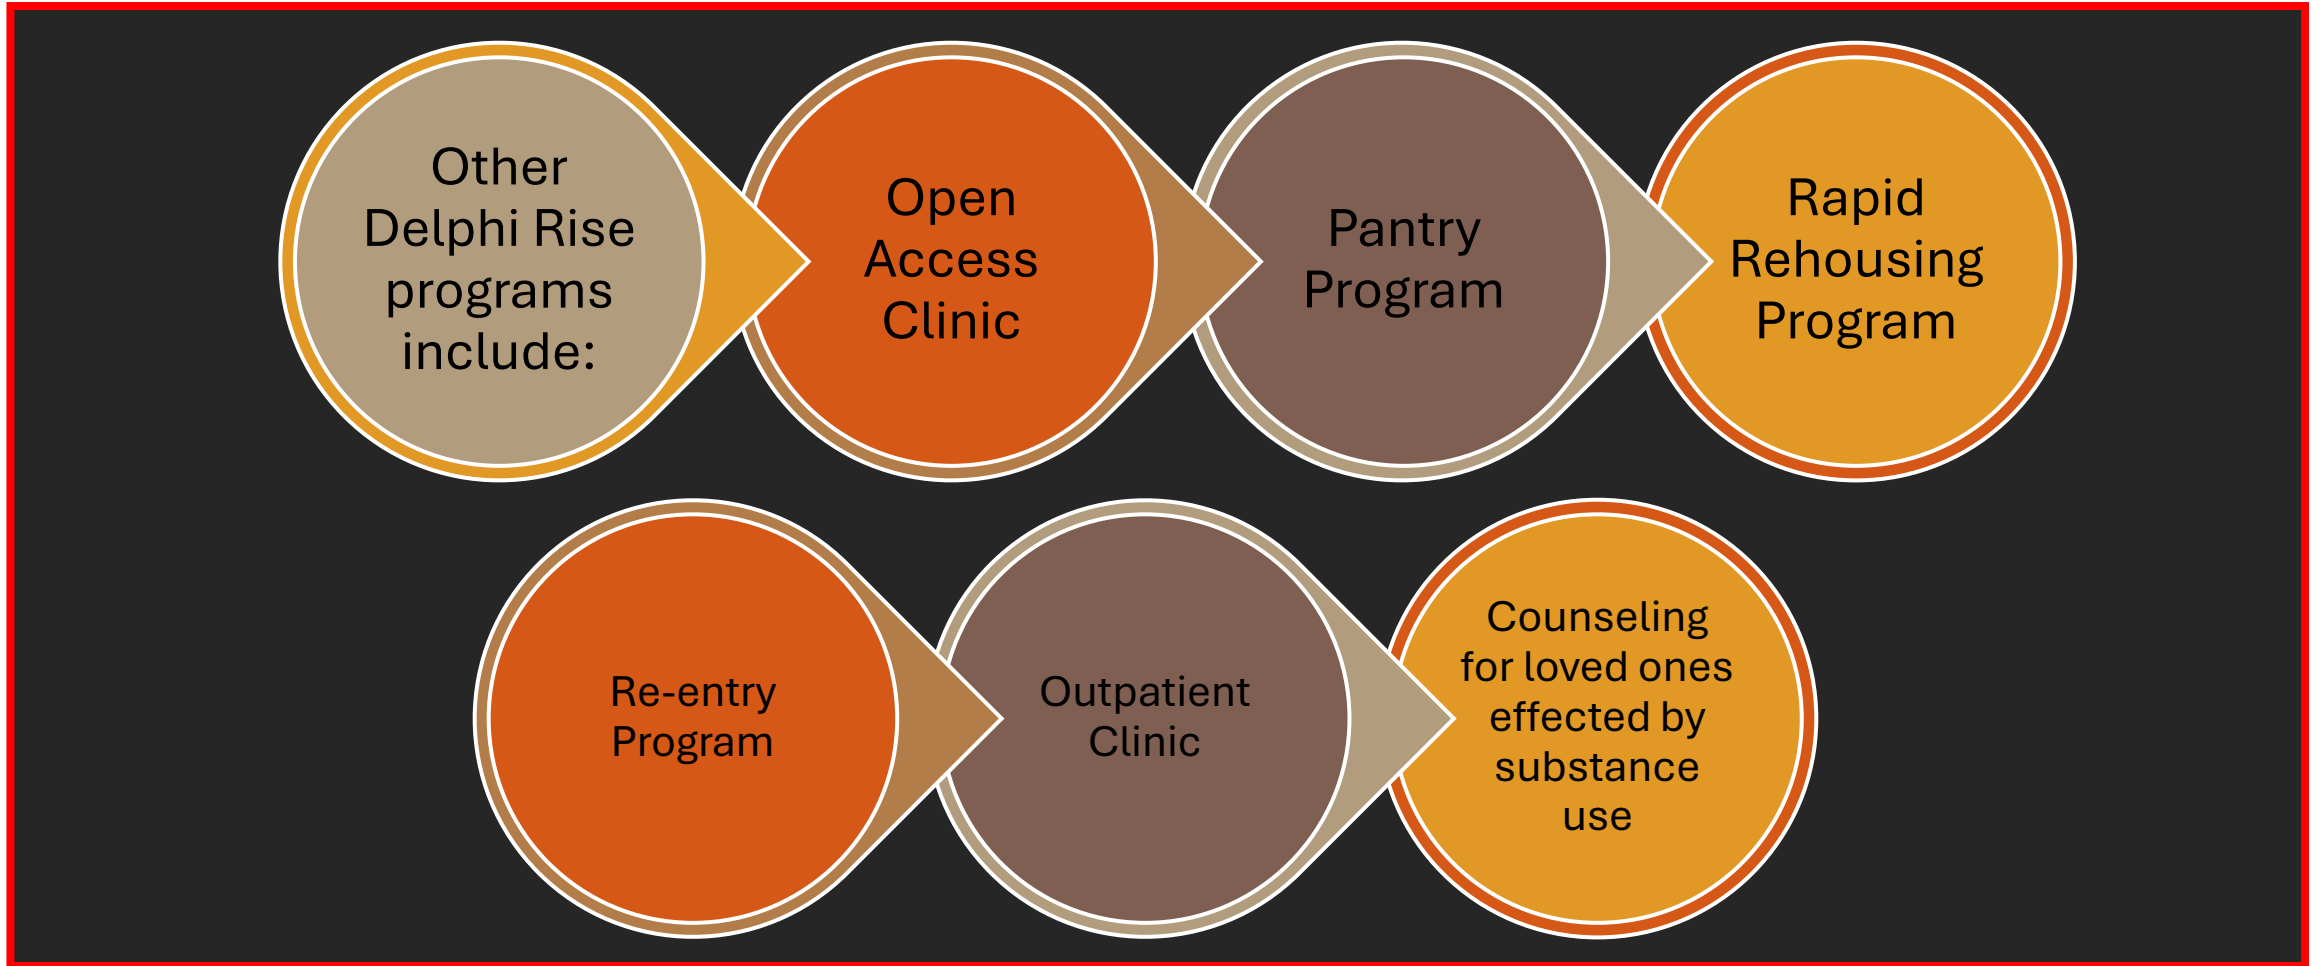 Other
Delphi Rise
programs
include:
Open
Access
Clinic
Pantry
Program
Rapid
Rehousing
Program
Re-entry
Program
Outpatient
Clinic
Counseling
for loved ones
effected by
substance
use